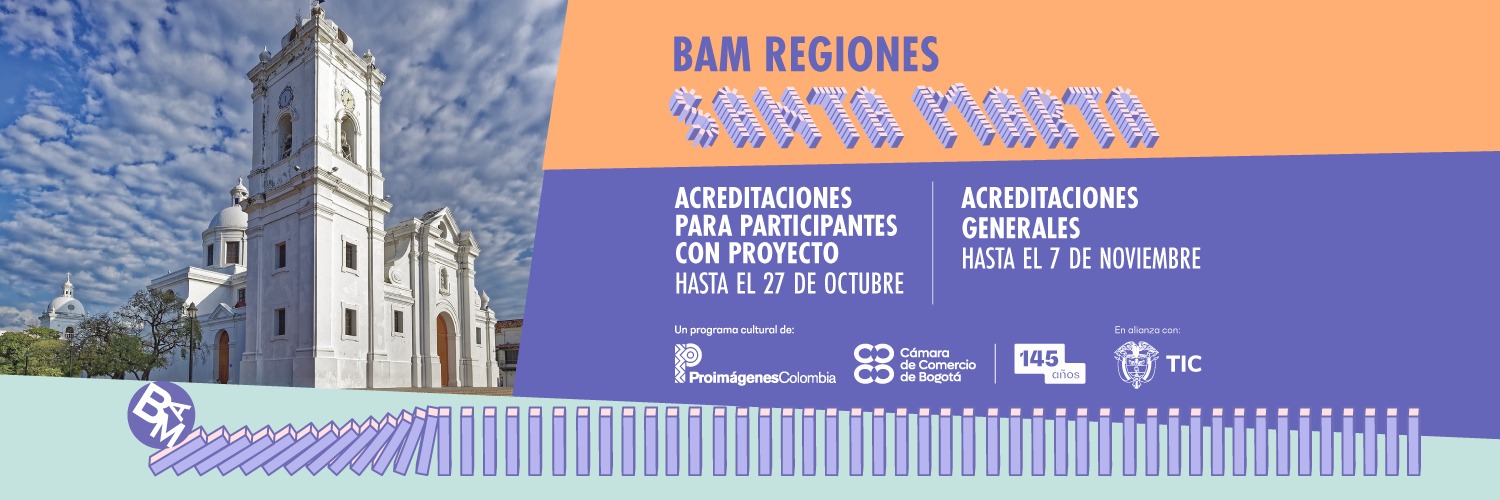 BAM REGIONES
SANTA MARTA
ACREDITACIONES
PARA PARTICIPANTES
CON PROYECTO
HASTA EL 27 DE OCTUBRE
ACREDITACIONES
GENERALES
HASTA EL 7 DE NOVIEMBRE
Un programa cultural de:
ProimágenesColombia
Cámara
de Comercio
de Bogotá
145
años
En alianza con:
TIC
BAM